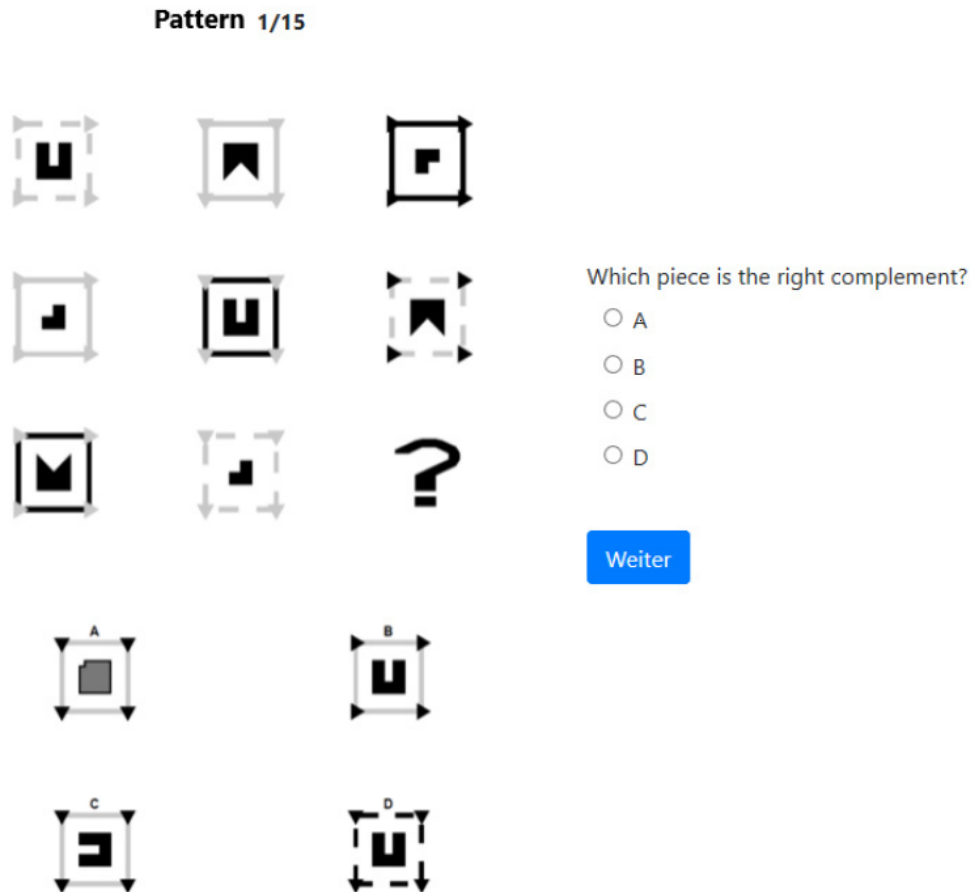 Pattern 1/15
Which piece is the right complement?
A
B
C
D
?
Weiter
A
B
C
D